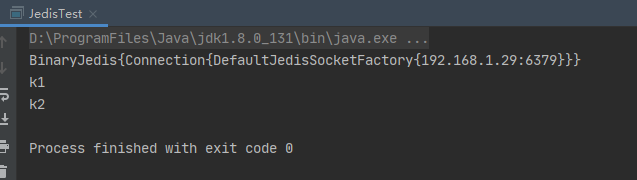 JedisTest
D:\ProgramFiles\Java\jdk1.8.0_131\bin\java.exe ...
BinaryJedis{Connection{DefaultJedisSocketFactory{192.168.1.29:6379}}}
k1
k2
Process finished with exit code 0